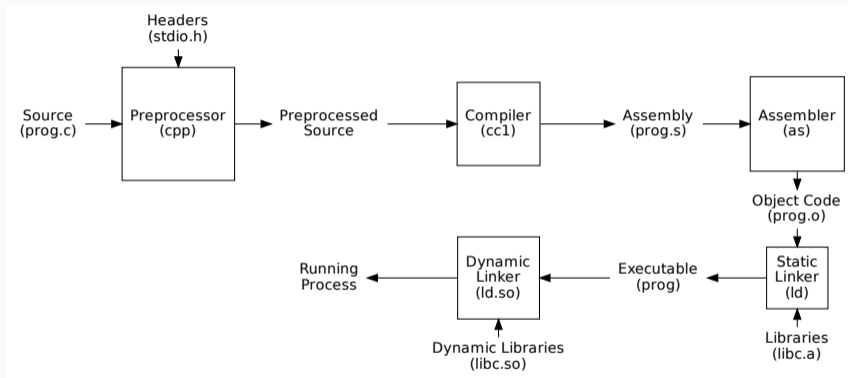 Headers
(stdio.h)
Source
(prog.c)
Preprocessor
(cpp)
Preprocessed
Source
Compiler
(cc1)
Assembly
(prog.s)
Assembler
(as)
Object Code
(prog.o)
Static
Linker
(ld)
Libraries
(libc.a)
Executable
(prog)
Dynamic
Linker
(ld.so)
Dynamic Libraries
(libc.so)
Running
Process